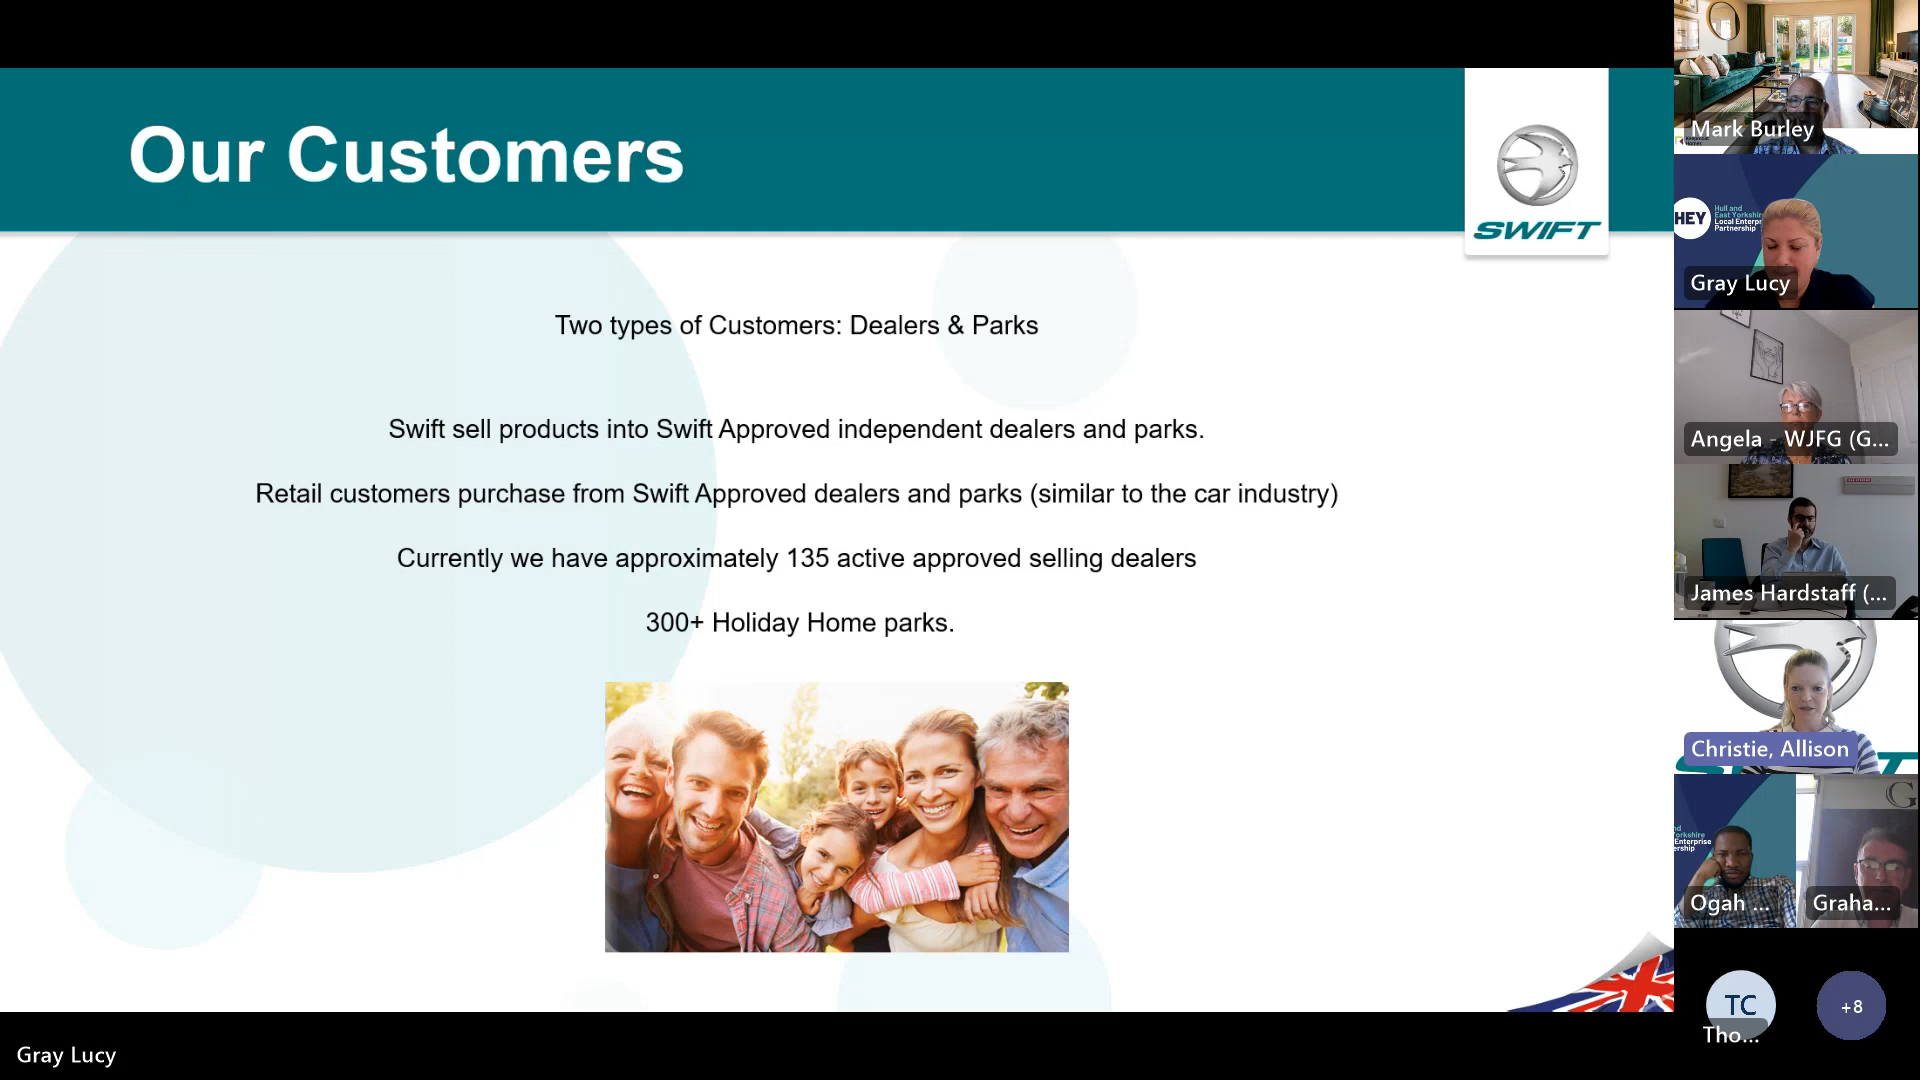 Our Customers
SWIFT
Two types of Customers: Dealers & Parks
Swift sell products into Swift Approved independent dealers and parks.
Retail customers purchase from Swift Approved dealers and parks (similar to the car industry)
Currently we have approximately 135 active approved selling dealers
300+ Holiday Home parks.
Gray Lucy
Mark Burley
HEY
Hull and
East Yorkshire
Local Enterp
Partnership
Gray Lucy
Angela - WJFG (G...
James Hardstaff (...
Christie, Allison
orkshire
Enterprise
ership
Ogah ...
G
Graha...
TC
Tho...
+8